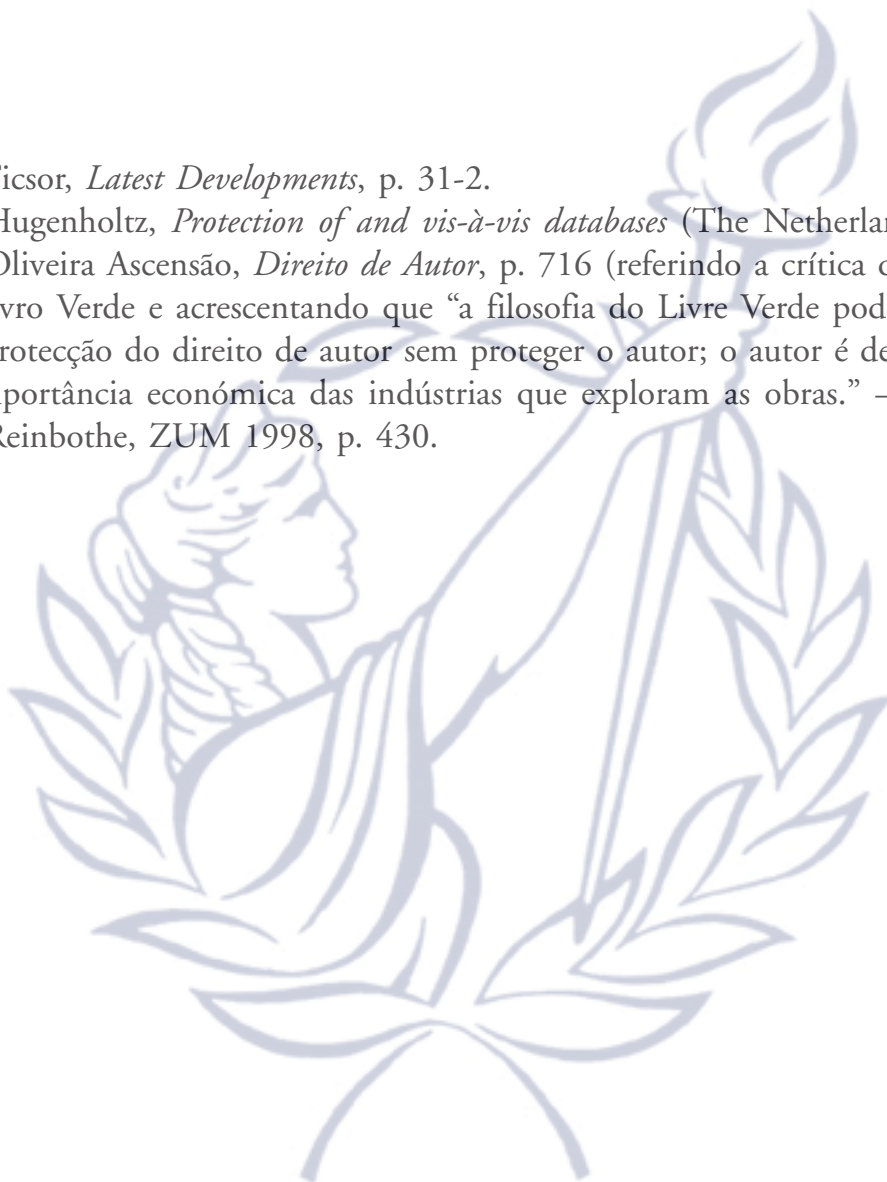 icsor, Latest Developments, p. 31-2.
Hugenholtz, Protection of and vis-à-vis databases (The Netherlan
Oliveira Ascensão, Direito de Autor, p. 716 (referindo a crítica d
ivro Verde e acrescentando que “a filosofia do Livre Verde pod
rotecção do direito de autor sem proteger o autor; o autor é de
portância económica das indústrias que exploram as obras.” –
Reinbothe, ZUM 1998, p. 430.